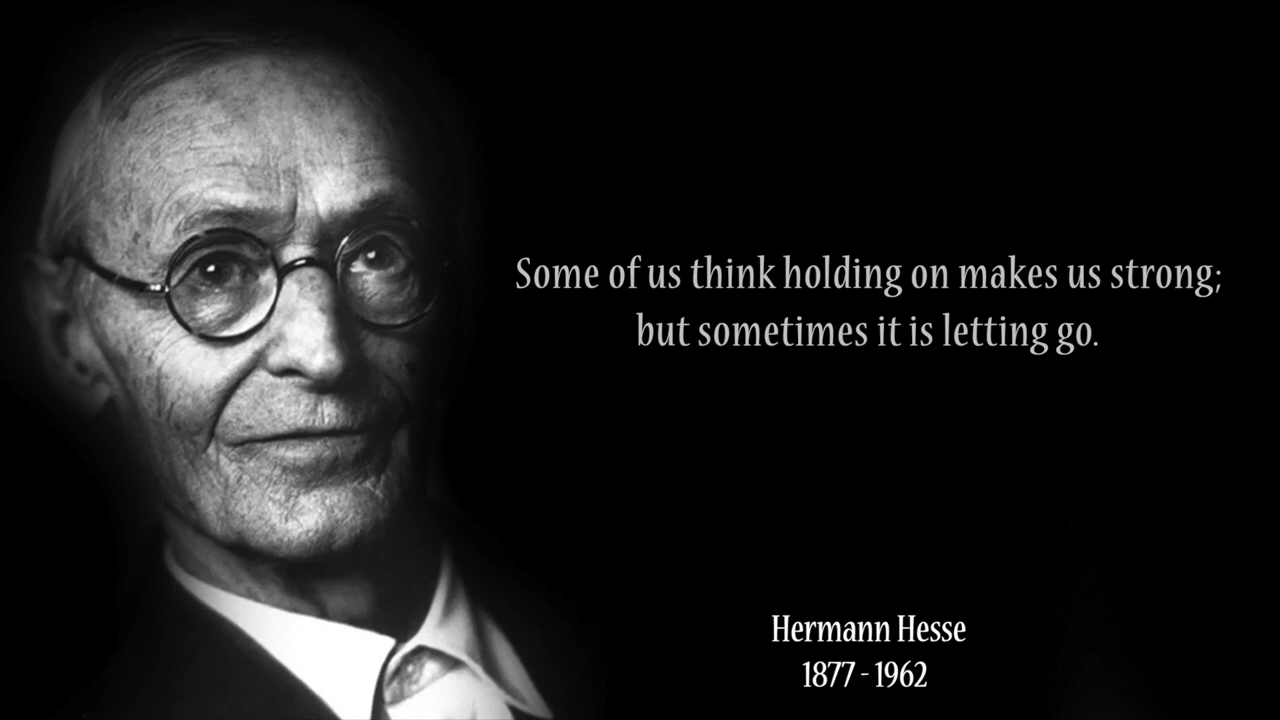 Some of us think holding on makes us strong;
but sometimes it is letting go.
Hermann Hesse
1877 - 1962